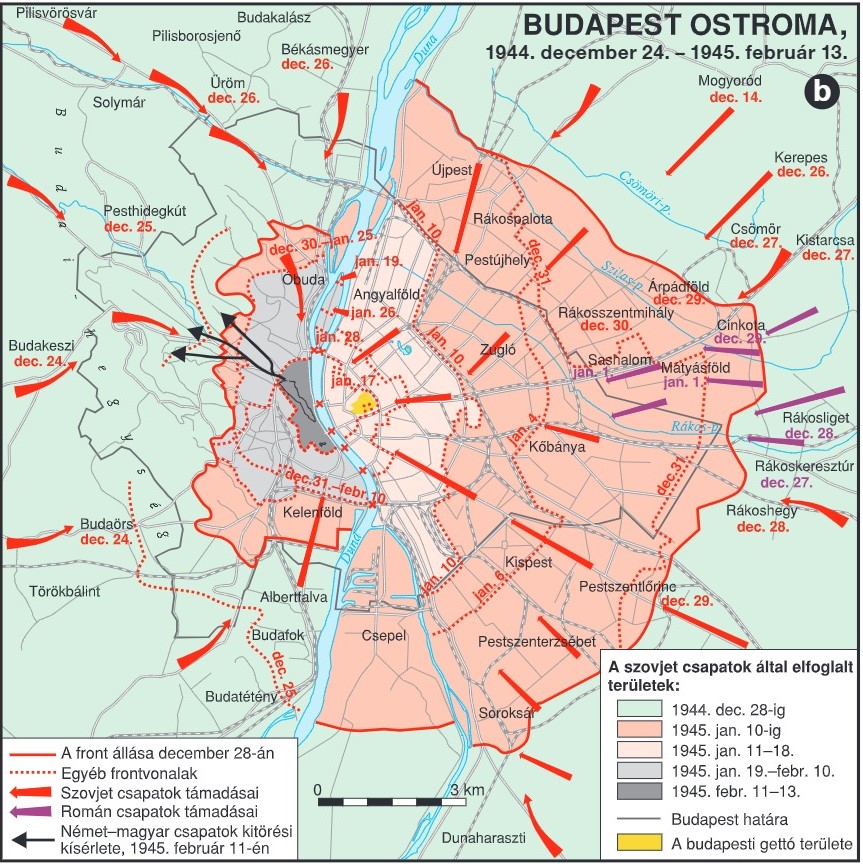 BUDAPEST OSTROMA,
1944. december 24. – 1945. február 13.
b
Pilisvörösvár
Budakalász
Pilisborosjenő
Békásmegyer
dec. 26.
Duna
Üröm
dec. 26.
Solymár
Mogyoród
dec. 14.
Budai-hegység
Kerepes
dec. 26.
Csömöri-p.
Újpest
Pesthidegkút
dec. 25.
jan. 10.
Rákospalota
Csömör
dec. 27.
Kistarcsa
dec. 27.
dec. 30.–jan. 25.
dec. 31.
Pestújhely
Szilas-p.
jan. 19.
Óbuda
Angyalföld
Árpádföld
dec. 29.
jan. 26.
Rákosszentmihály
dec. 30.
Cinkota
dec. 29.
jan. 28.
jan. 10.
Zugló
Budakeszi
dec. 24.
Sashalom
jan. 1.
Mátyásföld
jan. 1.
jan. 17.
Rákosliget
dec. 28.
jan. 4.
Rákos-p.
Kőbánya
Rákoskeresztúr
dec. 27.
dec. 31.–febr. 10.
dec.31.
Kelenföld
Rákoshegy
dec. 28.
Budaörs
dec. 24.
Duna
Kispest
jan. 10.
jan. 6.
Törökbálint
Albertfalva
Pestszentlőrinc
dec. 29.
Budafok
Csepel
Pestszenterzsébet
dec. 25.
Budatétény
Soroksár
Dunaharaszti
0 3 km
A front állása december 28-án
Egyéb frontvonalak
Szovjet csapatok támadásai
Román csapatok támadásai
Német–magyar csapatok kitörési
kísérlete, 1945. február 11-én
A szovjet csapatok által elfoglalt
területek:
1944. dec. 28-ig
1945. jan. 10-ig
1945. jan. 11–18.
1945. jan. 19.–febr. 10.
1945. febr. 11–13.
Budapest határa
A budapesti gettó területe